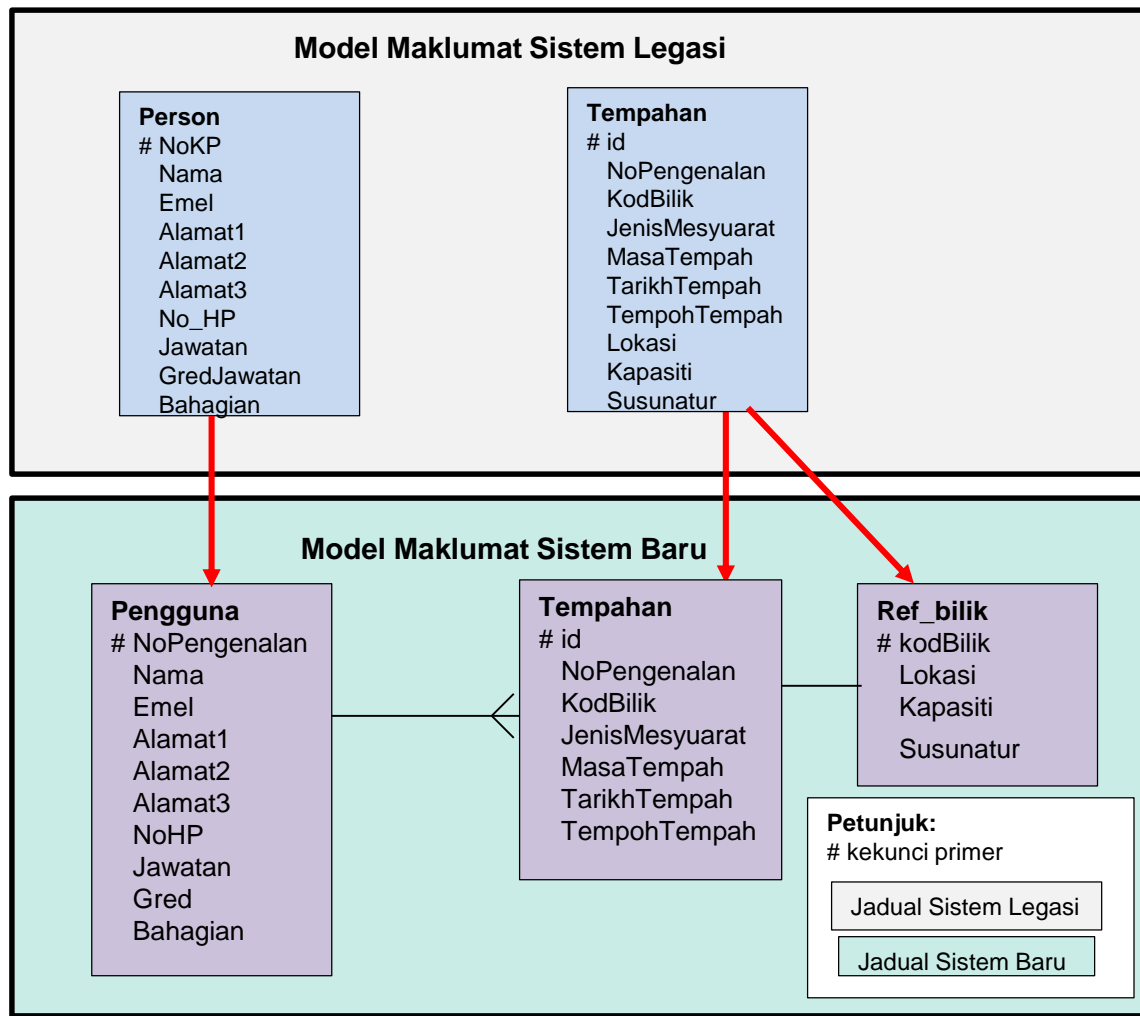 Model Maklumat Sistem Legasi
Person
# NoKP
Nama
Emel
Alamat1
Alamat2
Alamat3
No_HP
Jawatan
GredJawatan
Bahagian
Tempahan
# id
NoPengenalan
KodBilik
JenisMesyuarat
MasaTempah
TarikhTempah
TempohTempah
Lokasi
Kapasiti
Susunatur
Model Maklumat Sistem Baru
Pengguna
# NoPengenalan
Nama
Emel
Alamat1
Alamat2
Alamat3
NoHP
Jawatan
Gred
Bahagian
Tempahan
# id
NoPengenalan
KodBilik
JenisMesyuarat
MasaTempah
TarikhTempah
TempohTempah
Ref_bilik
# kodBilik
Lokasi
Kapasiti
Susunatur
Petunjuk:
# kekunci primer
Jadual Sistem Legasi
Jadual Sistem Baru